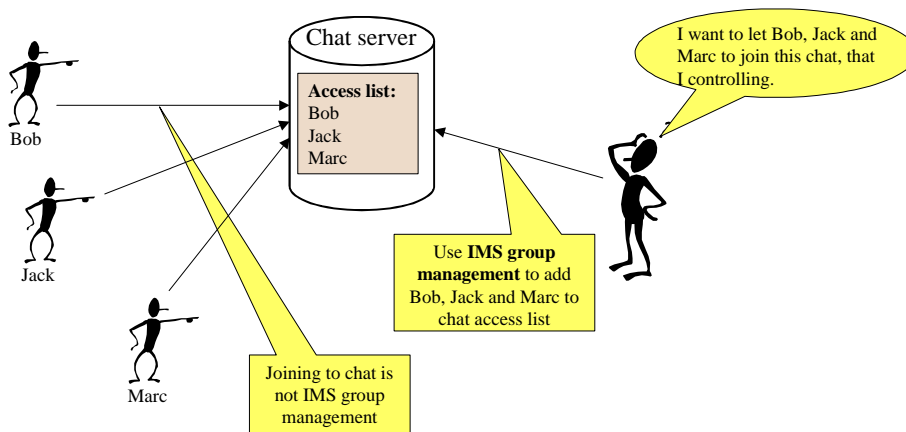 Chat server
Access list:
Bob
Jack
Marc
I want to let Bob, Jack and
Marc to join this chat, that
I controlling.
Bob
Jack
Marc
Use IMS group
management to add
Bob, Jack and Marc to
chat access list
Joining to chat is
not IMS group
management